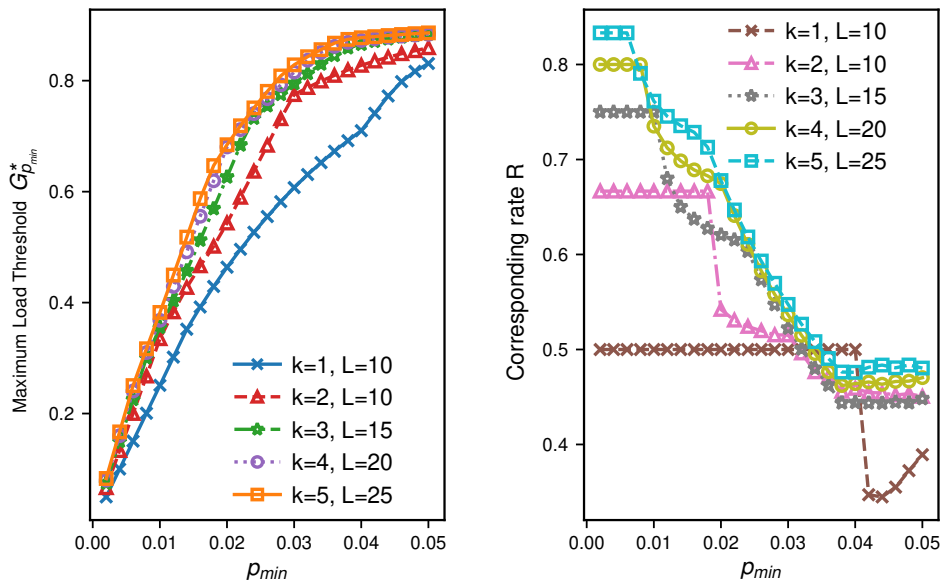 Maximum Load Threshold G*pmin
0.8
0.6
0.4
0.2
0.00
0.01
0.02
0.03
0.04
0.05
pmin
k=1, L=10
k=2, L=10
k=3, L=15
k=4, L=20
k=5, L=25
Corresponding rate R
0.8
0.7
0.6
0.5
0.4
0.00
0.01
0.02
0.03
0.04
0.05
pmin
k=1, L=10
k=2, L=10
k=3, L=15
k=4, L=20
k=5, L=25